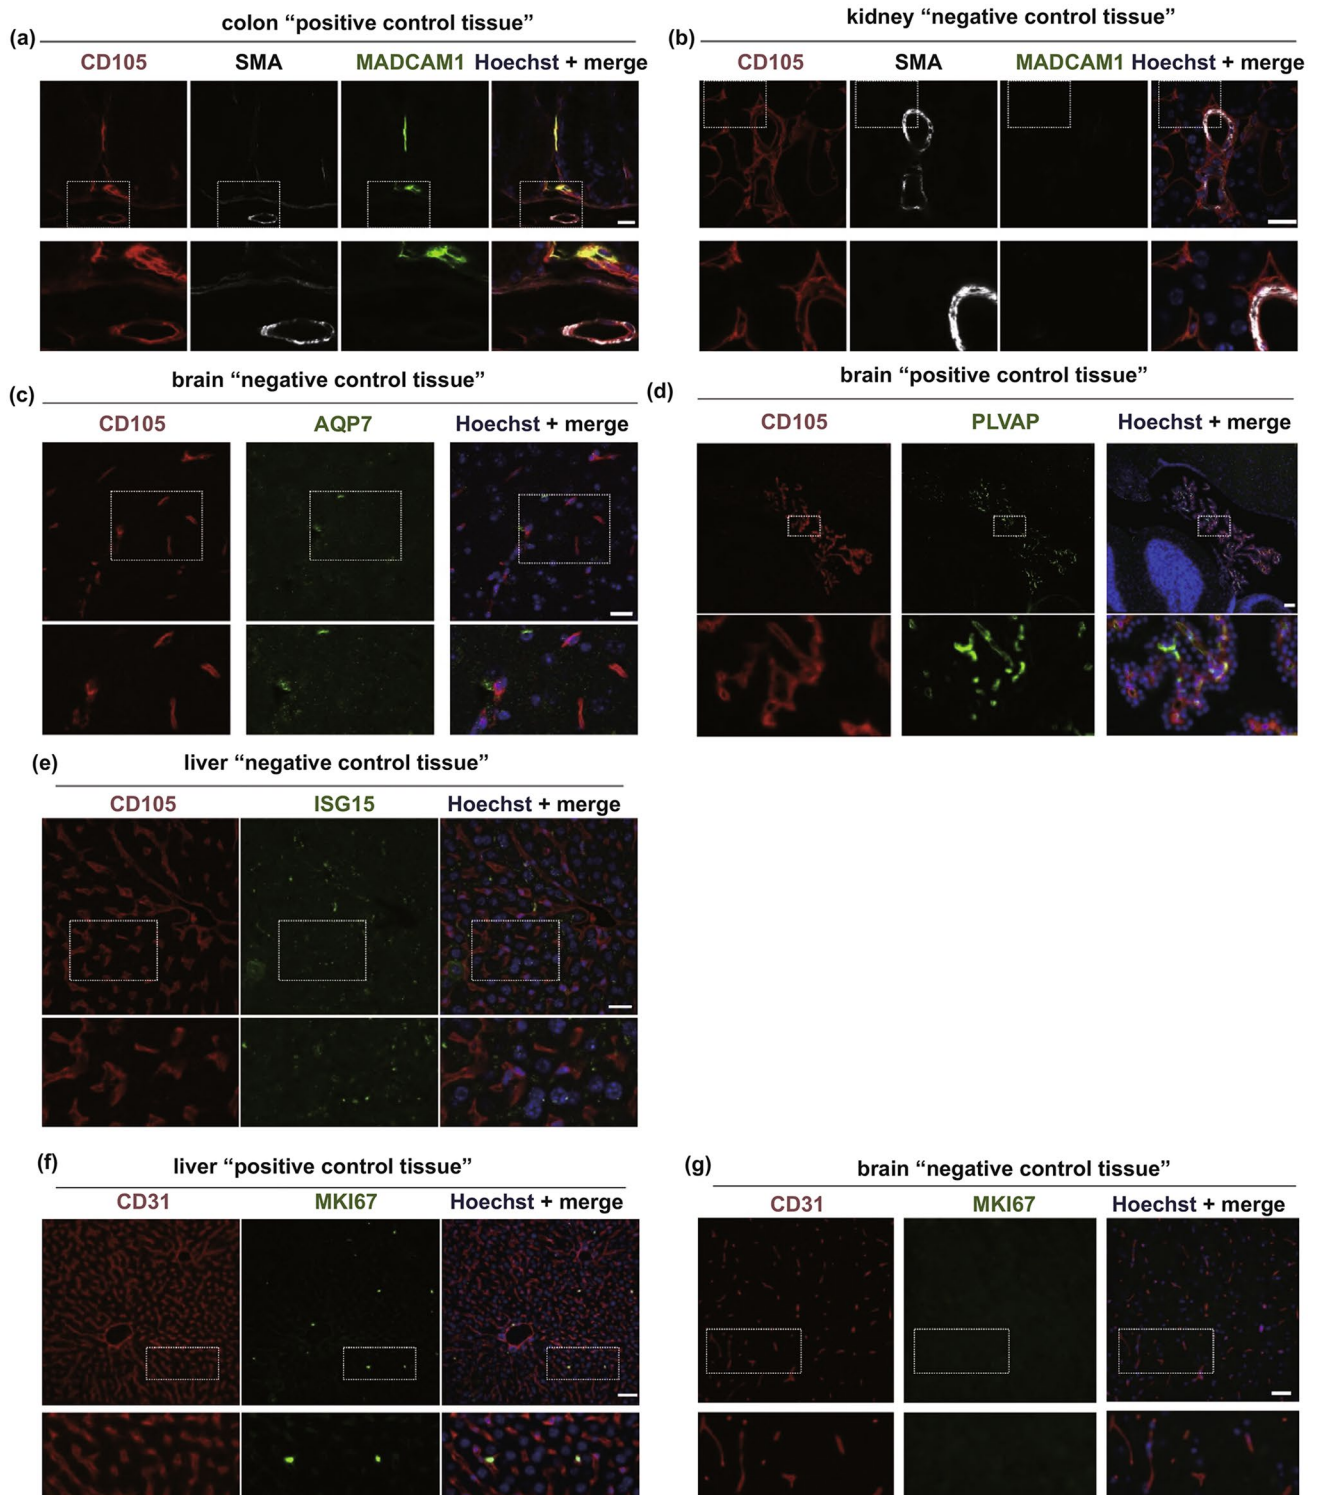 colon “positive control tissue”
(a)
CD105 SMA MADCAM1 Hoechst + merge
kidney “negative control tissue”
(b)
CD105 SMA MADCAM1 Hoechst + merge
brain “negative control tissue”
(c)
CD105 AQP7 Hoechst + merge
brain “positive control tissue”
(d)
CD105 PLVAP Hoechst + merge
(e) liver “negative control tissue”
CD105 ISG15 Hoechst + merge
(f) liver “positive control tissue”
CD31 MKI67 Hoechst + merge
(g) brain “negative control tissue”
CD31 MKI67 Hoechst + merge